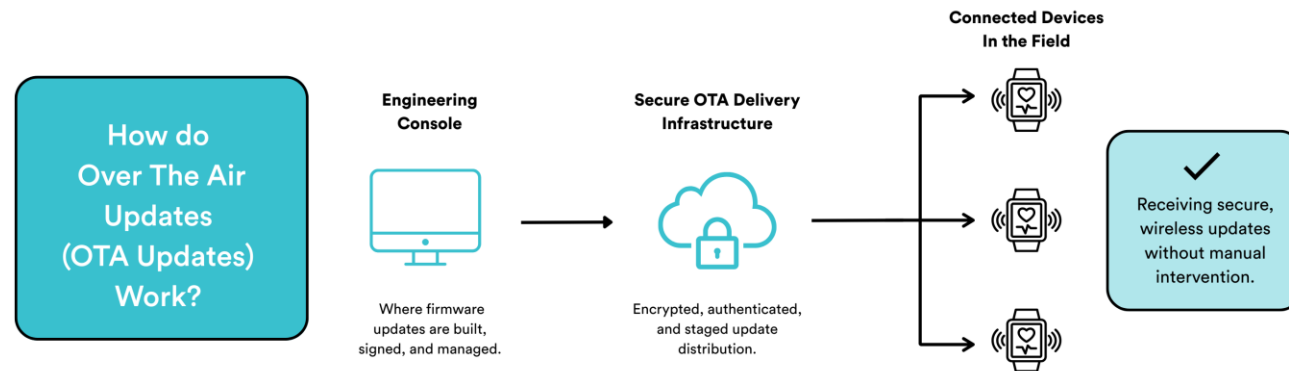 How do
Over The Air
Updates
(OTA Updates)
Work?
Engineering
Console
Where firmware
updates are built,
signed, and managed.
Secure OTA Delivery
Infrastructure
Encrypted, authenticated,
and staged update
distribution.
Connected Devices
In the Field
Receiving secure,
wireless updates
without manual
intervention.